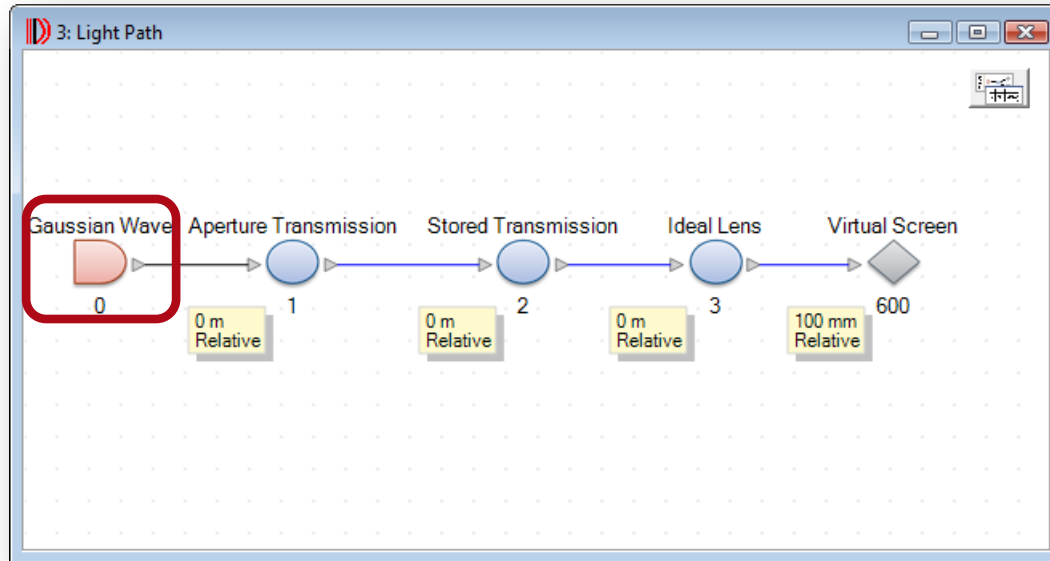 3: Light Path
Gaussian Wave Aperture Transmission Stored Transmission Ideal Lens Virtual Screen
0 1 2 3 600
0 m
Relative
0 m
Relative
0 m
Relative
100 mm
Relative